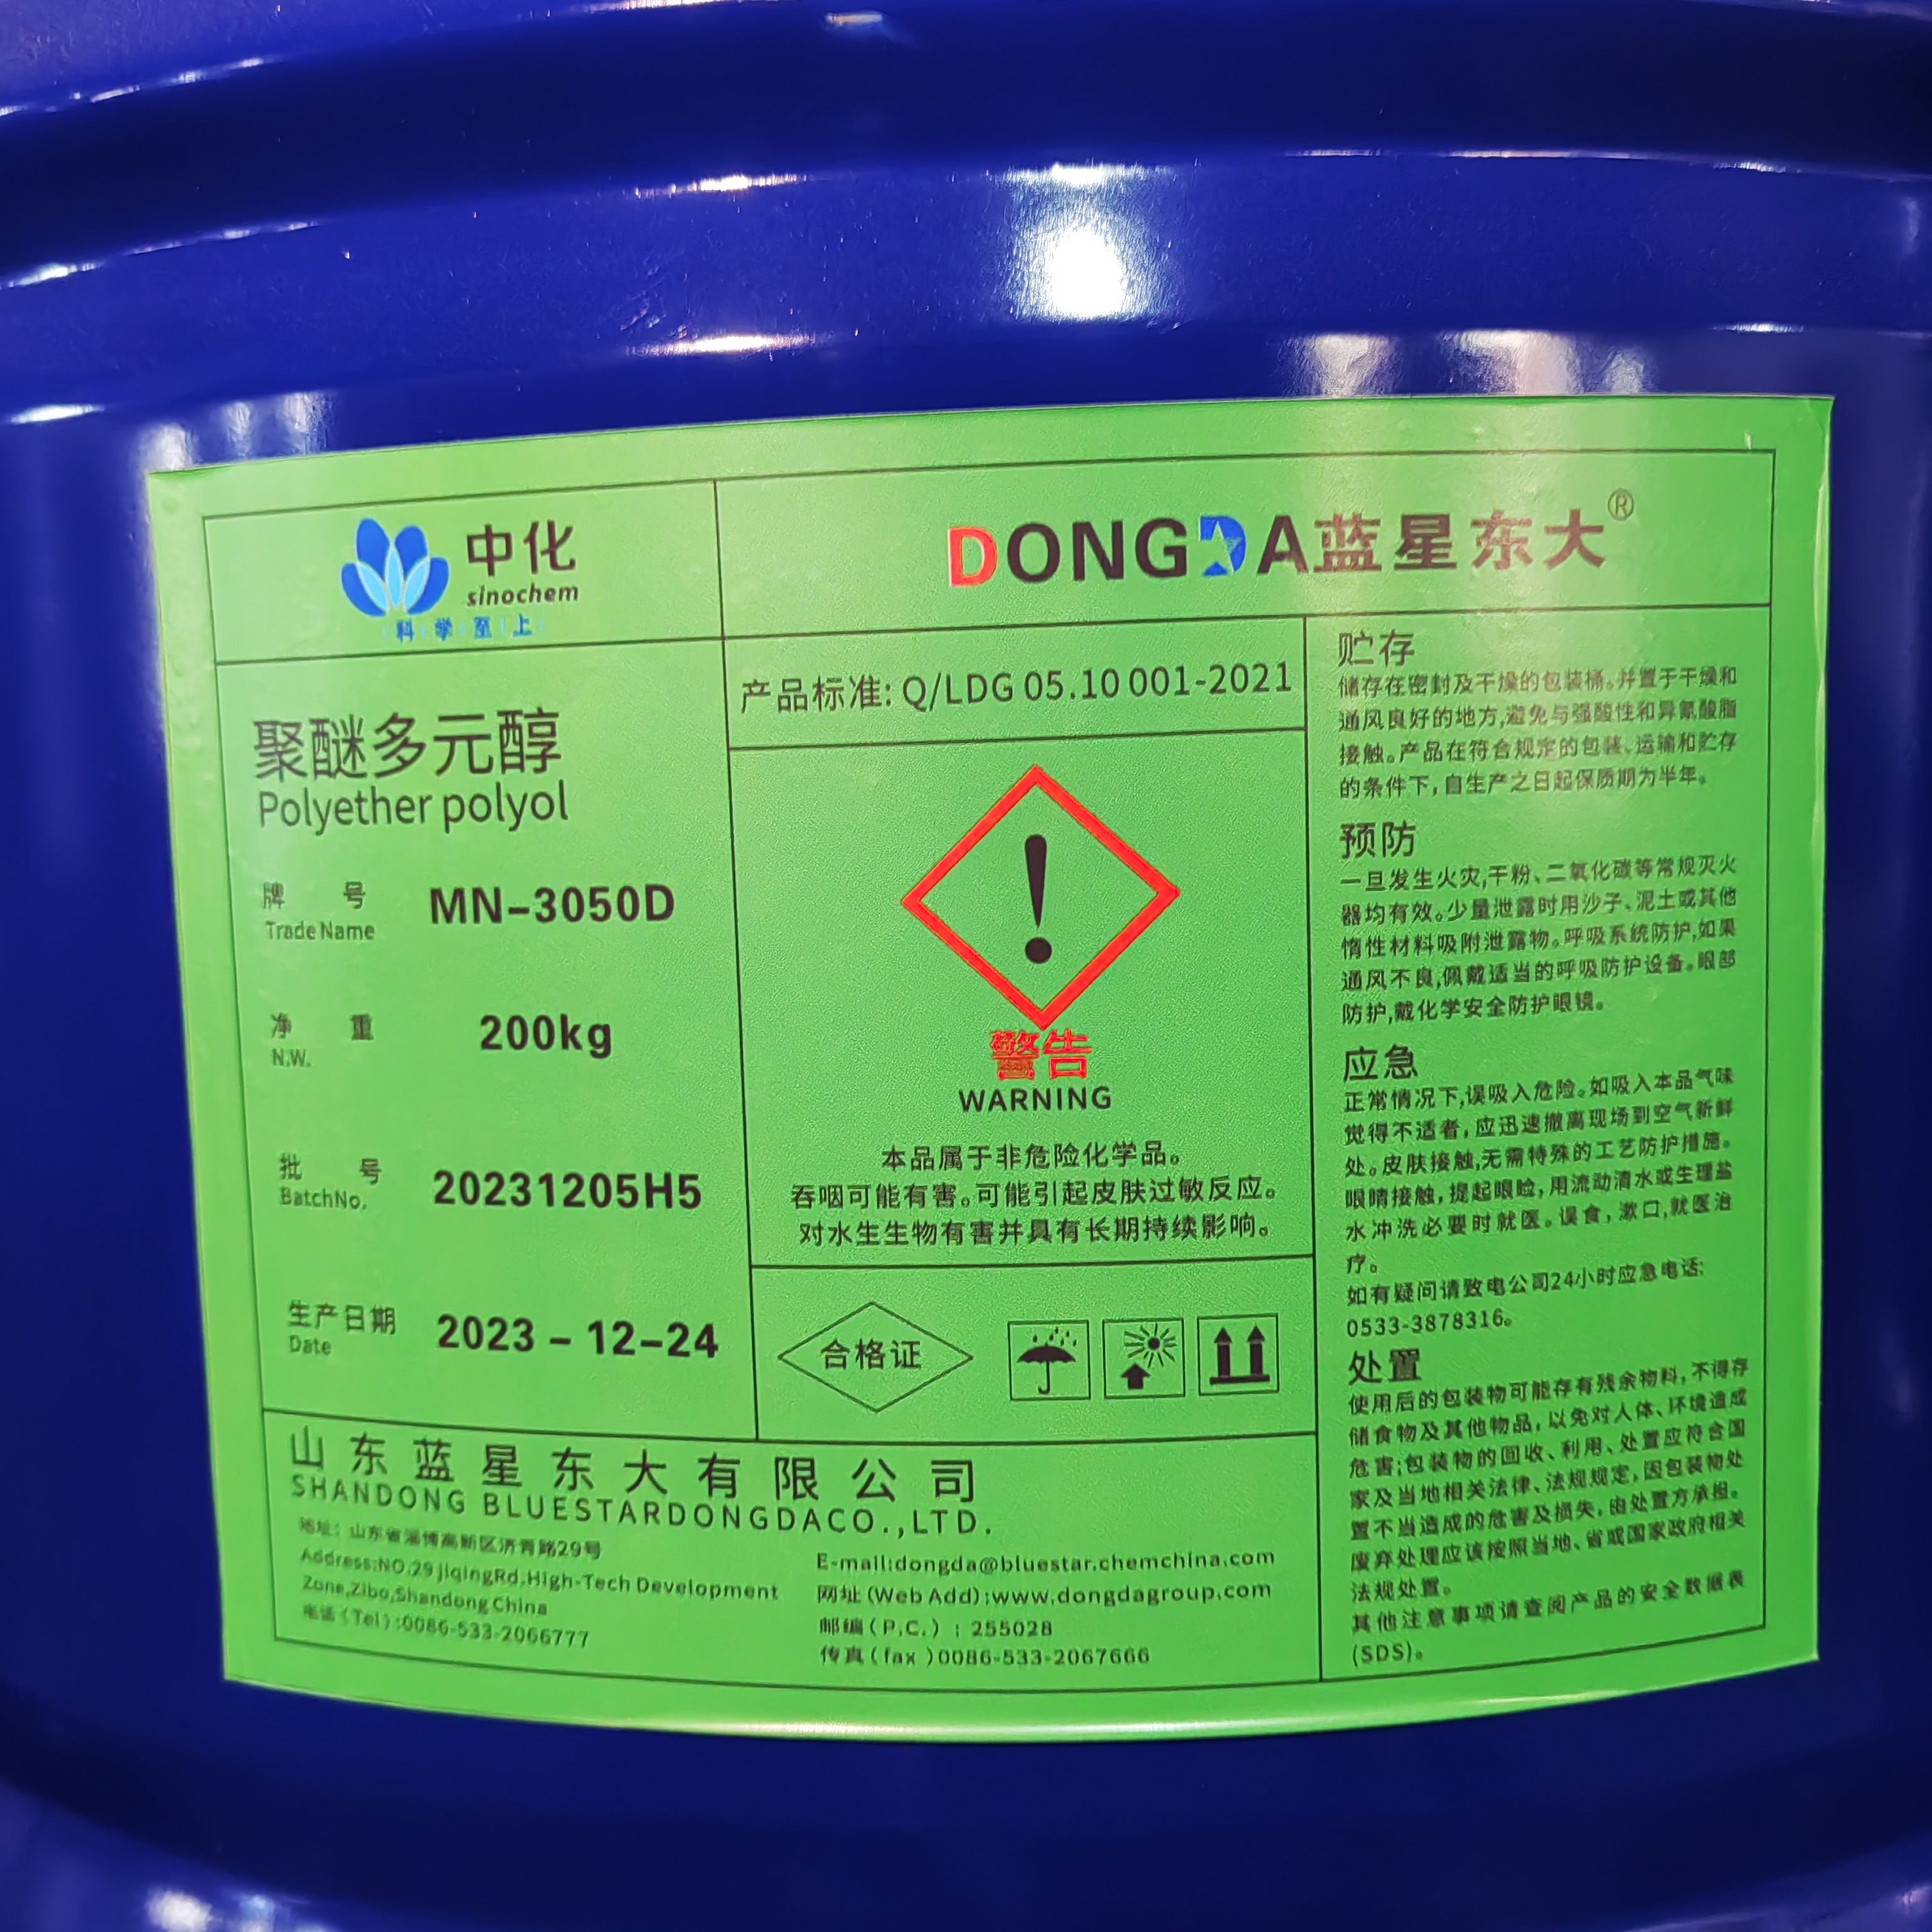 中化
sinochem
科学至上
DONGDA蓝星东大®
聚醚多元醇
Polyether polyol
牌 号 MN-3050D
Trade Name
净 重 200kg
N.W.
批 号 20231205H5
BatchNo.
生产日期 2023-12-24
Date
产品标准: Q/LDG 05.10 001-2021
警告
WARNING
本品属于非危险化学品。
吞咽可能有害。可能引起皮肤过敏反应。
对水生生物有害并具有长期持续影响。
合格证
贮存
储存在密封及干燥的包装桶。并置于干燥和
通风良好的地方,避免与强酸性和异氰酸脂
接触。产品在符合规定的包装、运输和贮存
的条件下,自生产之日起保质期为半年。
预防
一旦发生火灾,干粉、二氧化碳等常规灭火
器均有效。少量泄露时用沙子、泥土或其他
惰性材料吸附泄露物。呼吸系统防护,如果
通风不良,佩戴适当的呼吸防护设备。眼部
防护,戴化学安全防护眼镜。
应急
正常情况下,误吸入危险。如吸入本品气味
觉得不适者,应迅速撤离现场到空气新鲜
处。皮肤接触,无需特殊的工艺防护措施。
眼睛接触,提起眼睑,用流动清水或生理盐
水冲洗必要时就医。误食,漱口,就医治
疗。
如有疑问请致电公司24小时应急电话:
0533-3878316。
处置
使用后的包装物可能存有残余物料,不得存
储食物及其他物品,以免对人体、环境造成
危害;包装物的回收、利用、处置应符合国
家及当地相关法律、法规规定,因包装物处
置不当造成的危害及损失,由处置方承担。
废弃处理应该按照当地、省或国家政府相关
法规处置。
其他注意事项请查阅产品的安全数据表
(SDS)。
山东蓝星东大有限公司
SHANDONG BLUESTARDONGDACO.,LTD.
地址: 山东省淄博高新区济青路29号
Address:NO.29 JiqingRd.High-Tech Development
Zone,Zibo,Shandong China
电话(Tel):0086-533-2066777
E-mail:dongda@bluestar.chemchina.com
网址(Web Add):www.dongdagroup.com
邮编(P.C.): 255028
传真(fax )0086-533-2067666